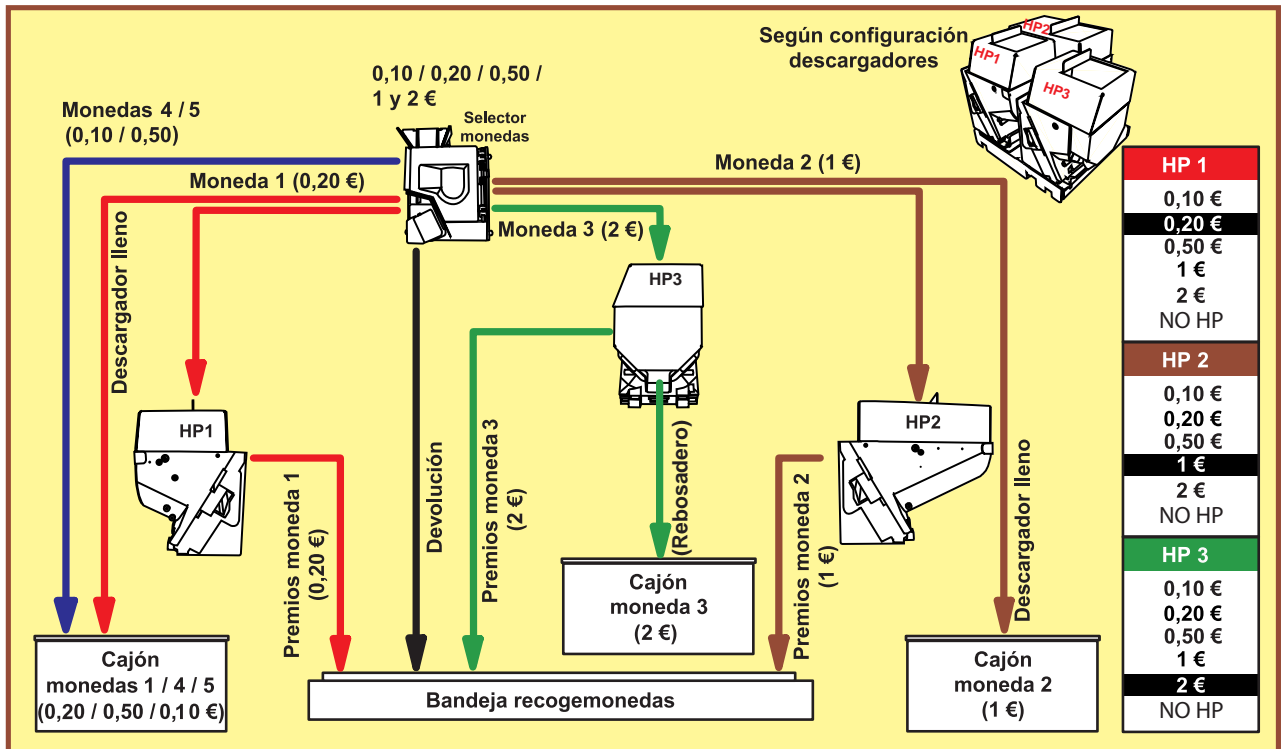 Según configuración
descargadores
HP2
HP1
HP3
0,10 / 0,20 / 0,50 /
1 y 2 €
Selector
monedas
Monedas 4 / 5
(0,10 / 0,50)
Moneda 1 (0,20 €)
Moneda 2 (1 €)
Moneda 3 (2 €)
Descargador lleno
HP1
HP3
HP2
Premios moneda 1
(0,20 €)
Devolución
Premios moneda 3
(2 €)
(Rebosadero)
Premios moneda 2
(1 €)
Descargador lleno
Cajón
monedas 1 / 4 / 5
(0,20 / 0,50 / 0,10 €)
Bandeja recogemonedas
Cajón
moneda 3
(2 €)
Cajón
moneda 2
(1 €)
HP 1
0,10 €
0,20 €
0,50 €
1 €
2 €
NO HP
HP 2
0,10 €
0,20 €
0,50 €
1 €
2 €
NO HP
HP 3
0,10 €
0,20 €
0,50 €
1 €
2 €
NO HP